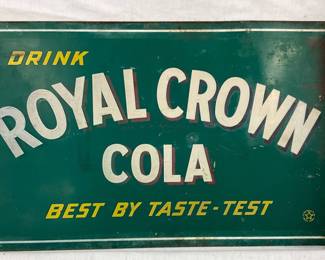 DRINK
ROYAL CROWN
COLA
BEST BY TASTE-TEST